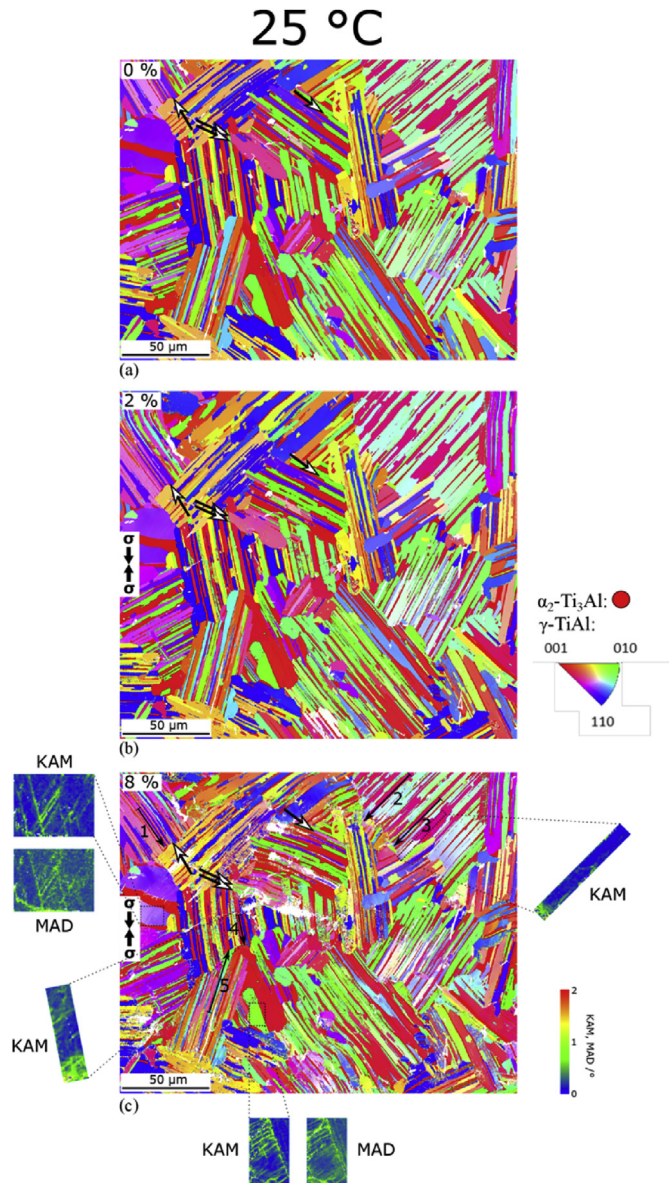 25 °C
0 %
50 µm
(a)
2 %
σ
σ
50 µm
(b)
α₂-Ti₃Al:
γ-TiAl:
001 010
110
KAM
MAD
8 %
1
2
3
4
5
σ
σ
KAM
KAM
50 µm
(c)
2
1
0
KAM, MAD /°
KAM
MAD